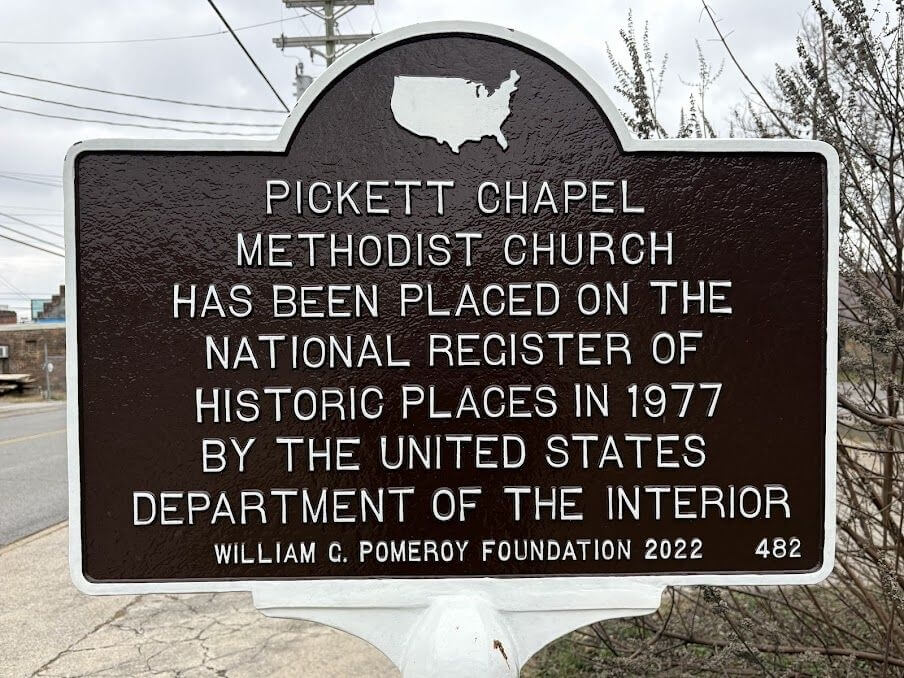 PICKETT CHAPEL
METHODIST CHURCH
HAS BEEN PLACED ON THE
NATIONAL REGISTER OF
HISTORIC PLACES IN 1977
BY THE UNITED STATES
DEPARTMENT OF THE INTERIOR
WILLIAM G. POMEROY FOUNDATION 2022 482